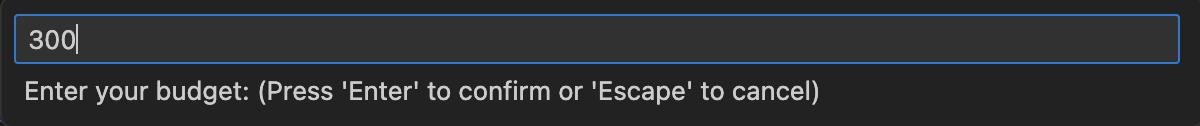 300
Enter your budget: (Press 'Enter' to confirm or 'Escape' to cancel)